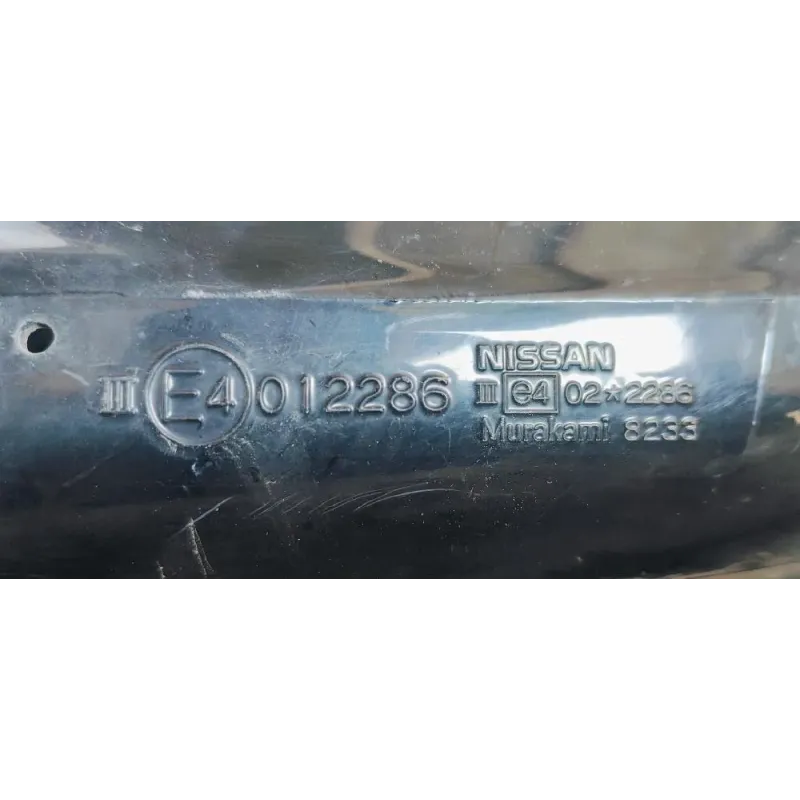 III E4 012286
NISSAN
III e4 02*2286
Murakami 8233